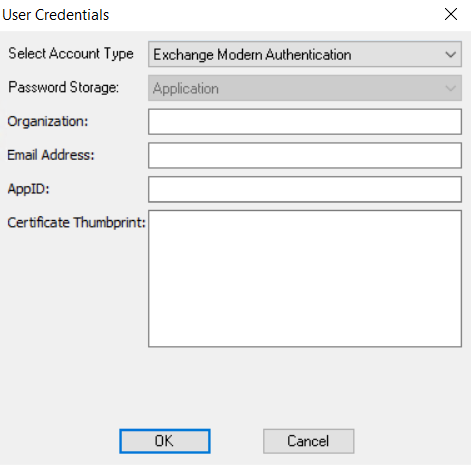 User Credentials
Select Account Type Exchange Modern Authentication
Password Storage: Application
Organization:
Email Address:
AppID:
Certificate Thumbprint:
OK Cancel